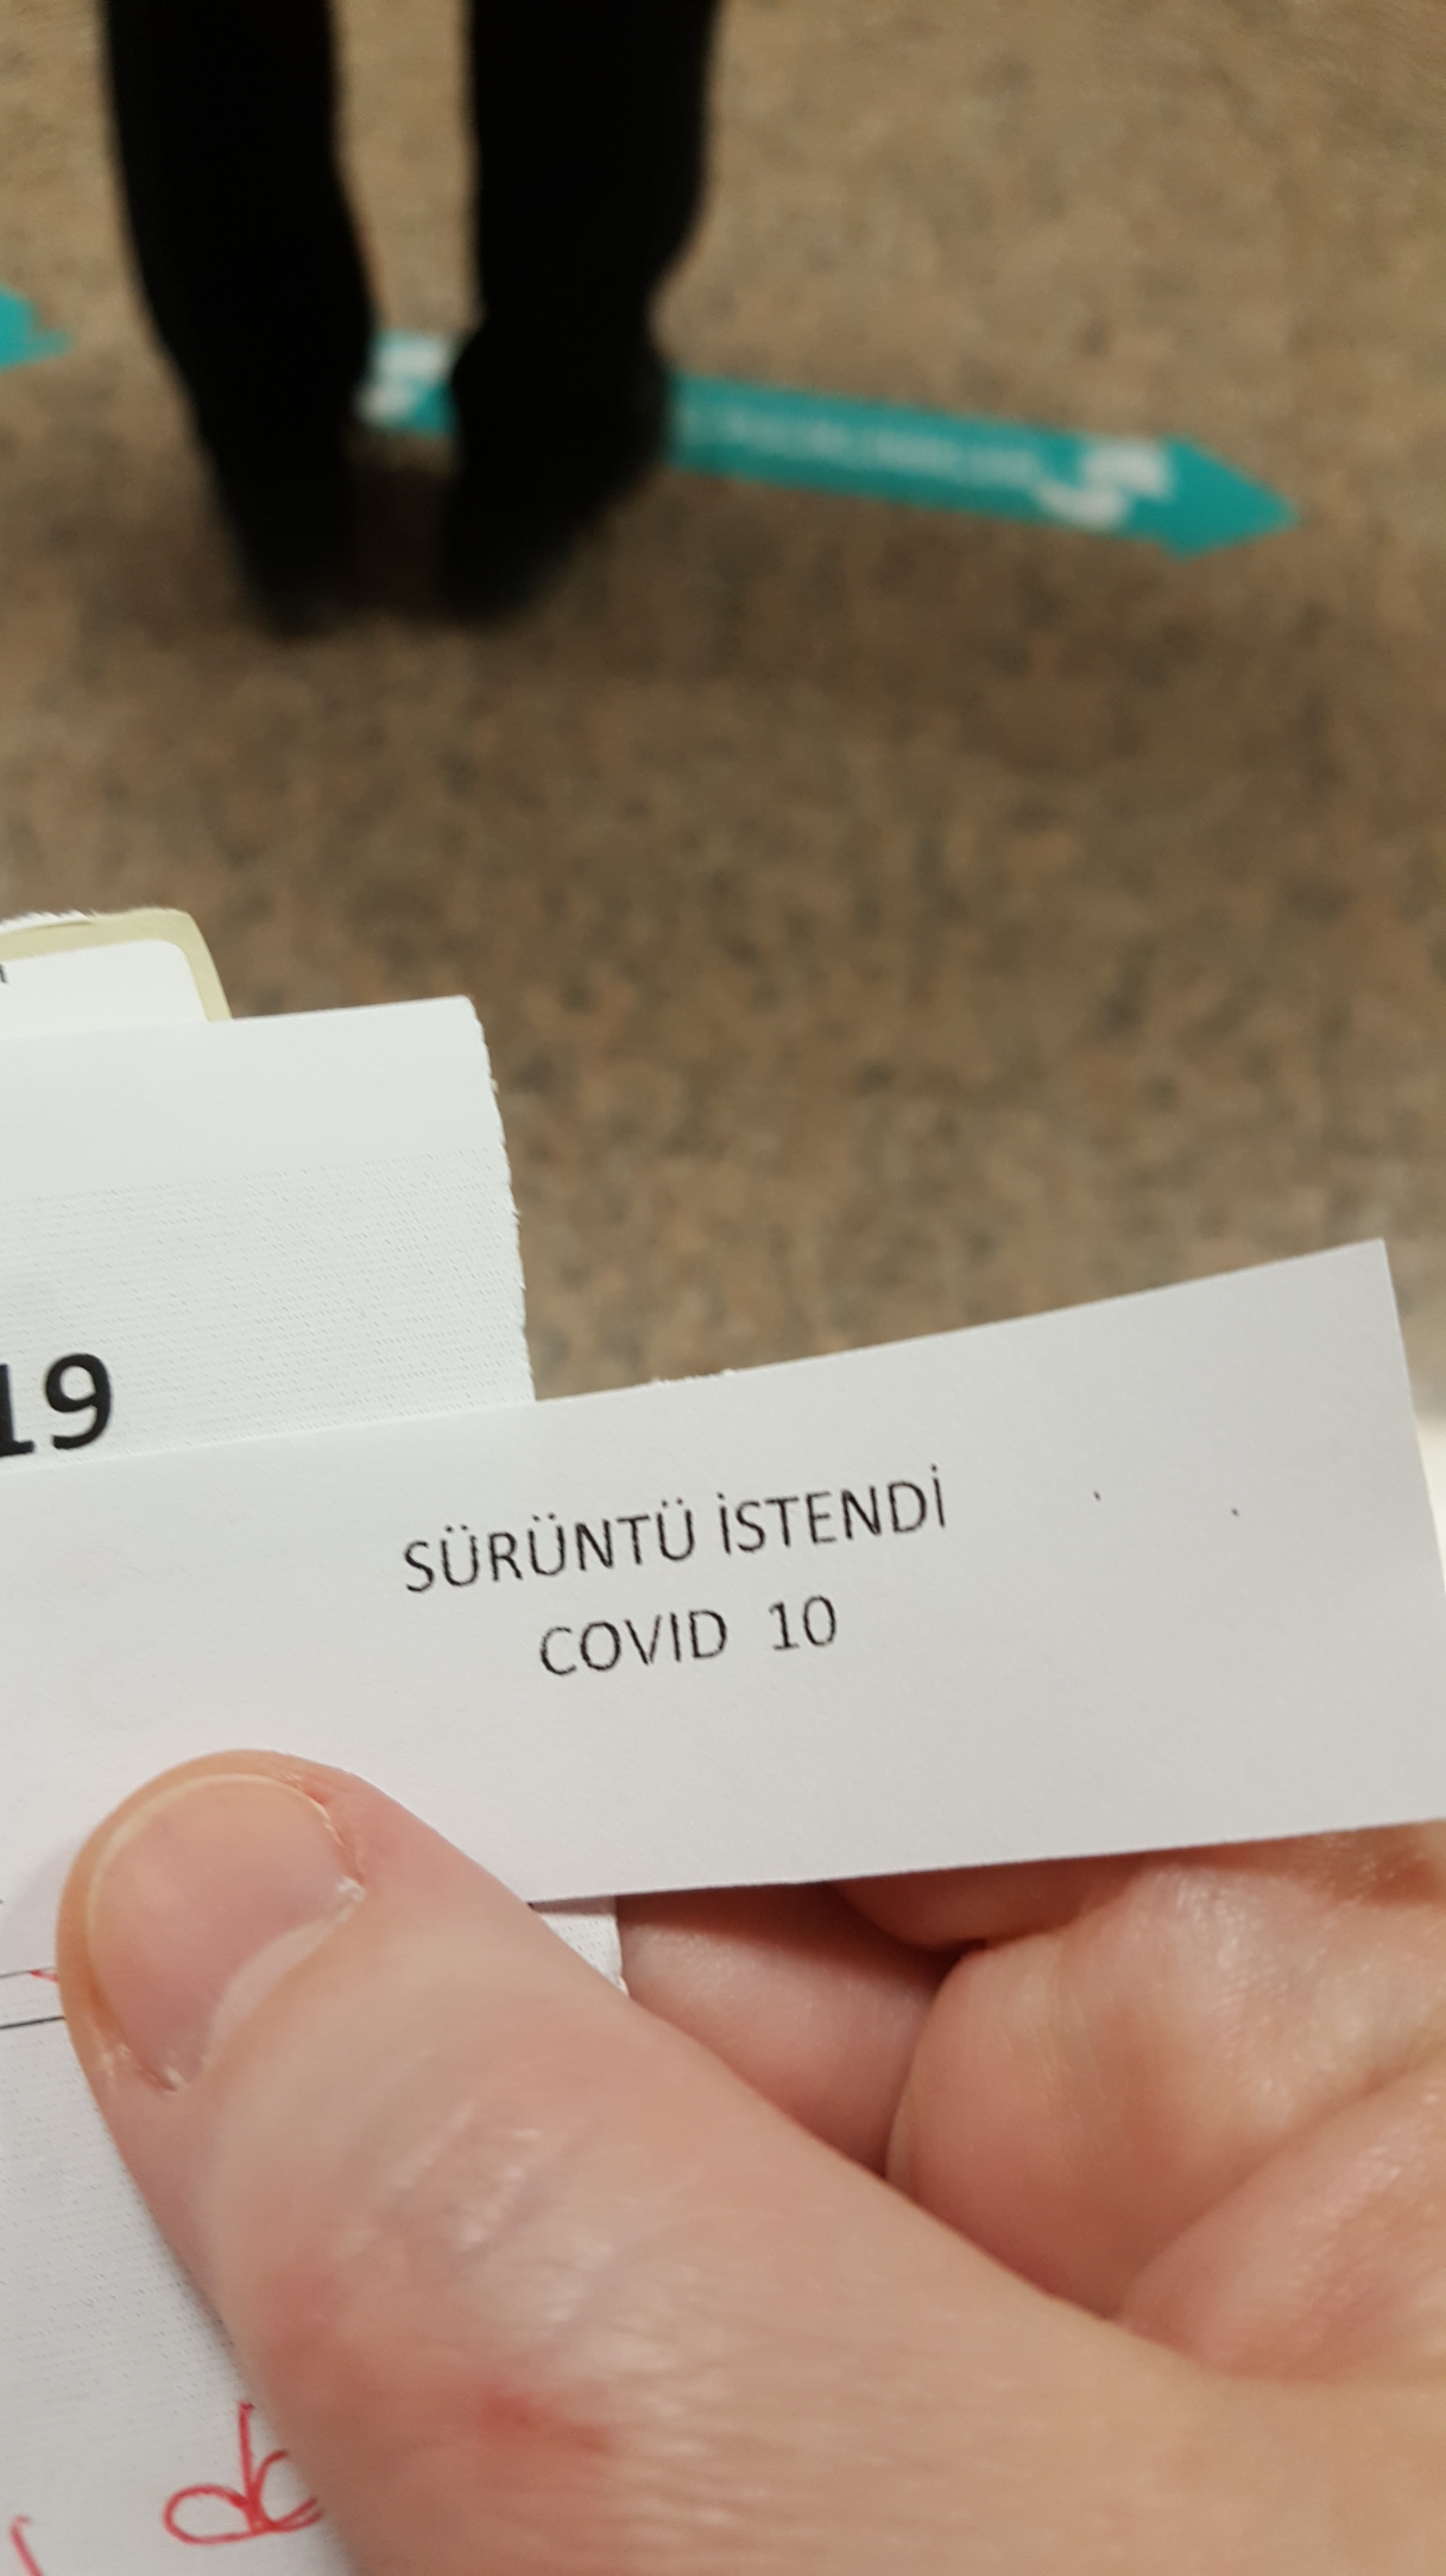 19
SÜRÜNTÜ İSTENDİ
COVID 10